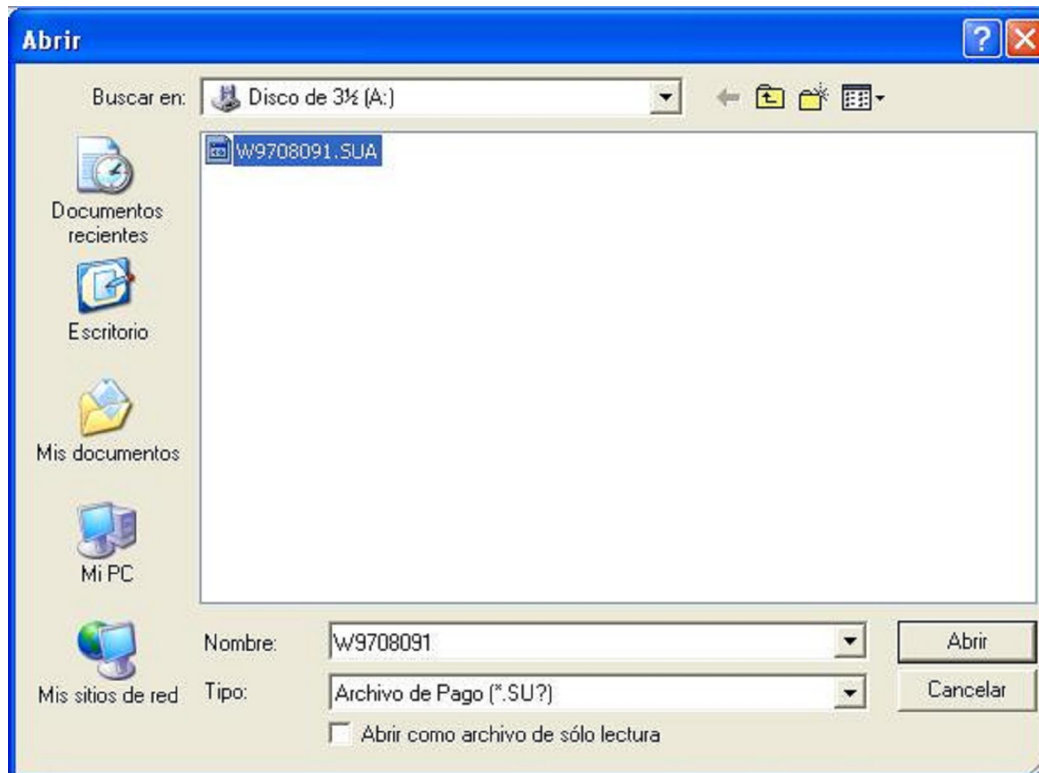 Abrir
Buscar en: Disco de 3½ (A:)
W9708091.SUA
Documentos
recientes
Escritorio
Mis documentos
Mi PC
Mis sitios de red
Nombre: W9708091 Abrir
Tipo: Archivo de Pago (*.SU?) Cancelar
Abrir como archivo de sólo lectura